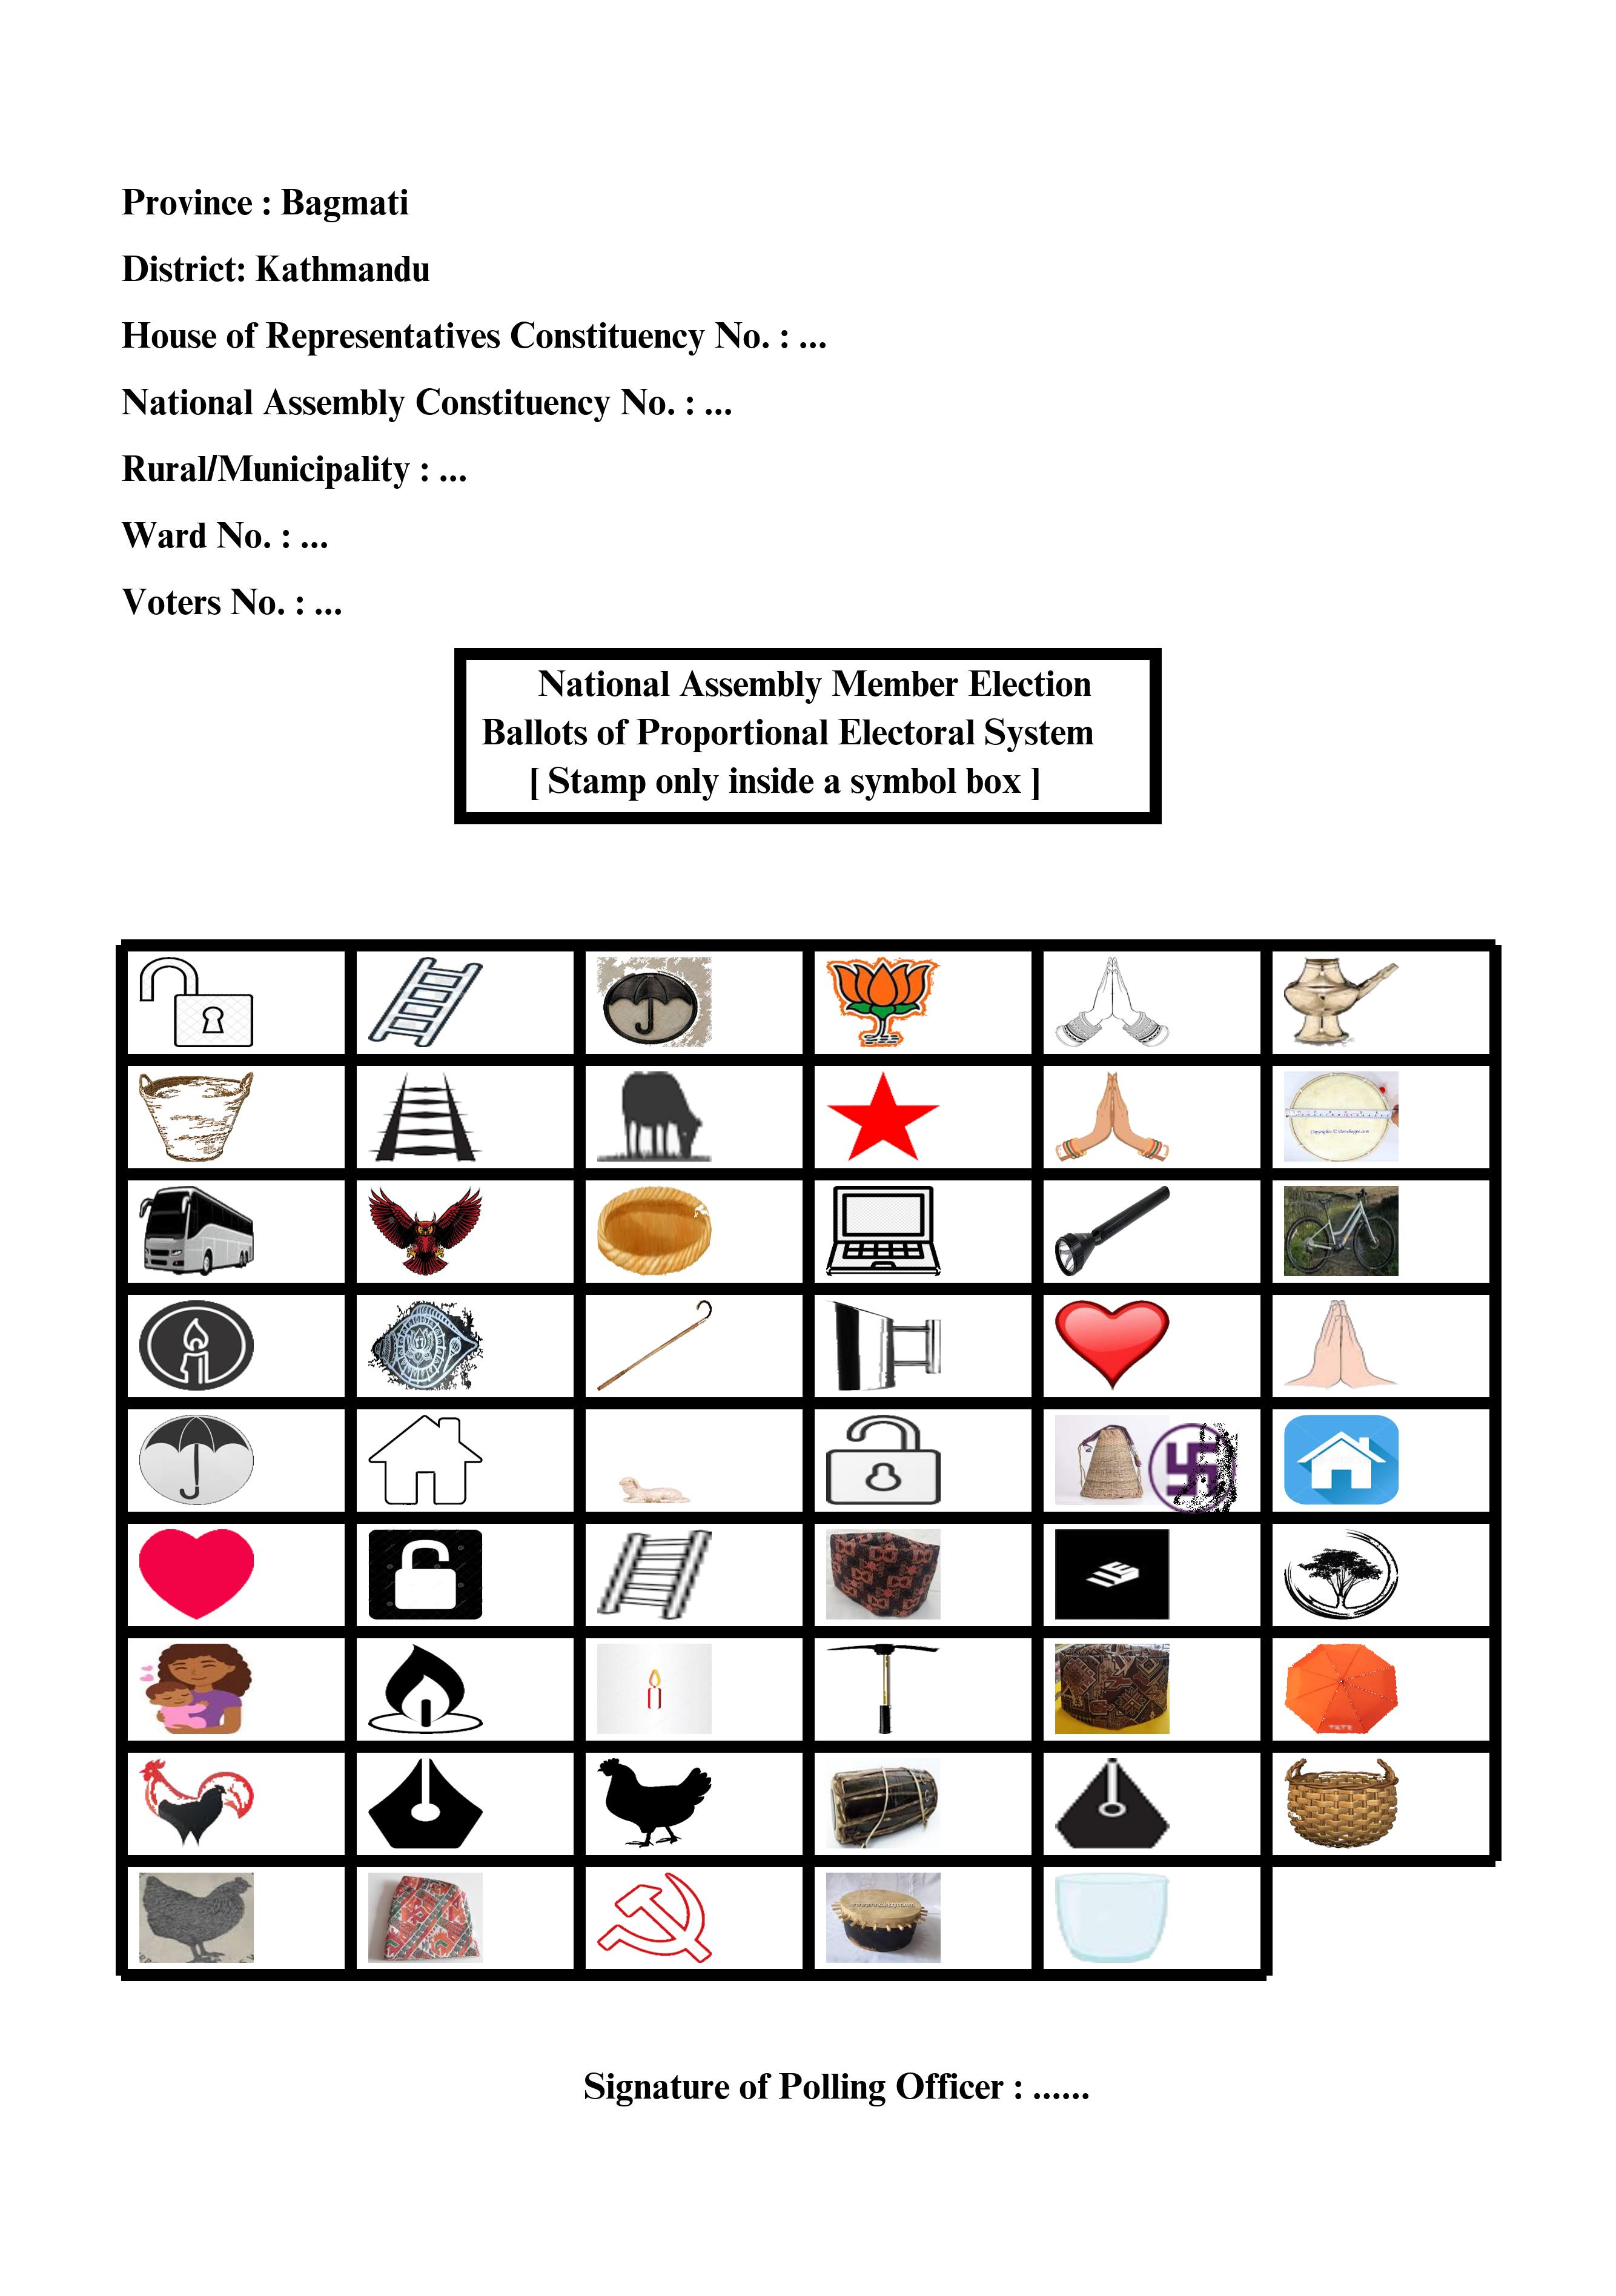 Province : Bagmati
District: Kathmandu
House of Representatives Constituency No. : ...
National Assembly Constituency No. : ...
Rural/Municipality : ...
Ward No. : ...
Voters No. : ...
National Assembly Member Election
Ballots of Proportional Electoral System
[ Stamp only inside a symbol box ]
Signature of Polling Officer : ......